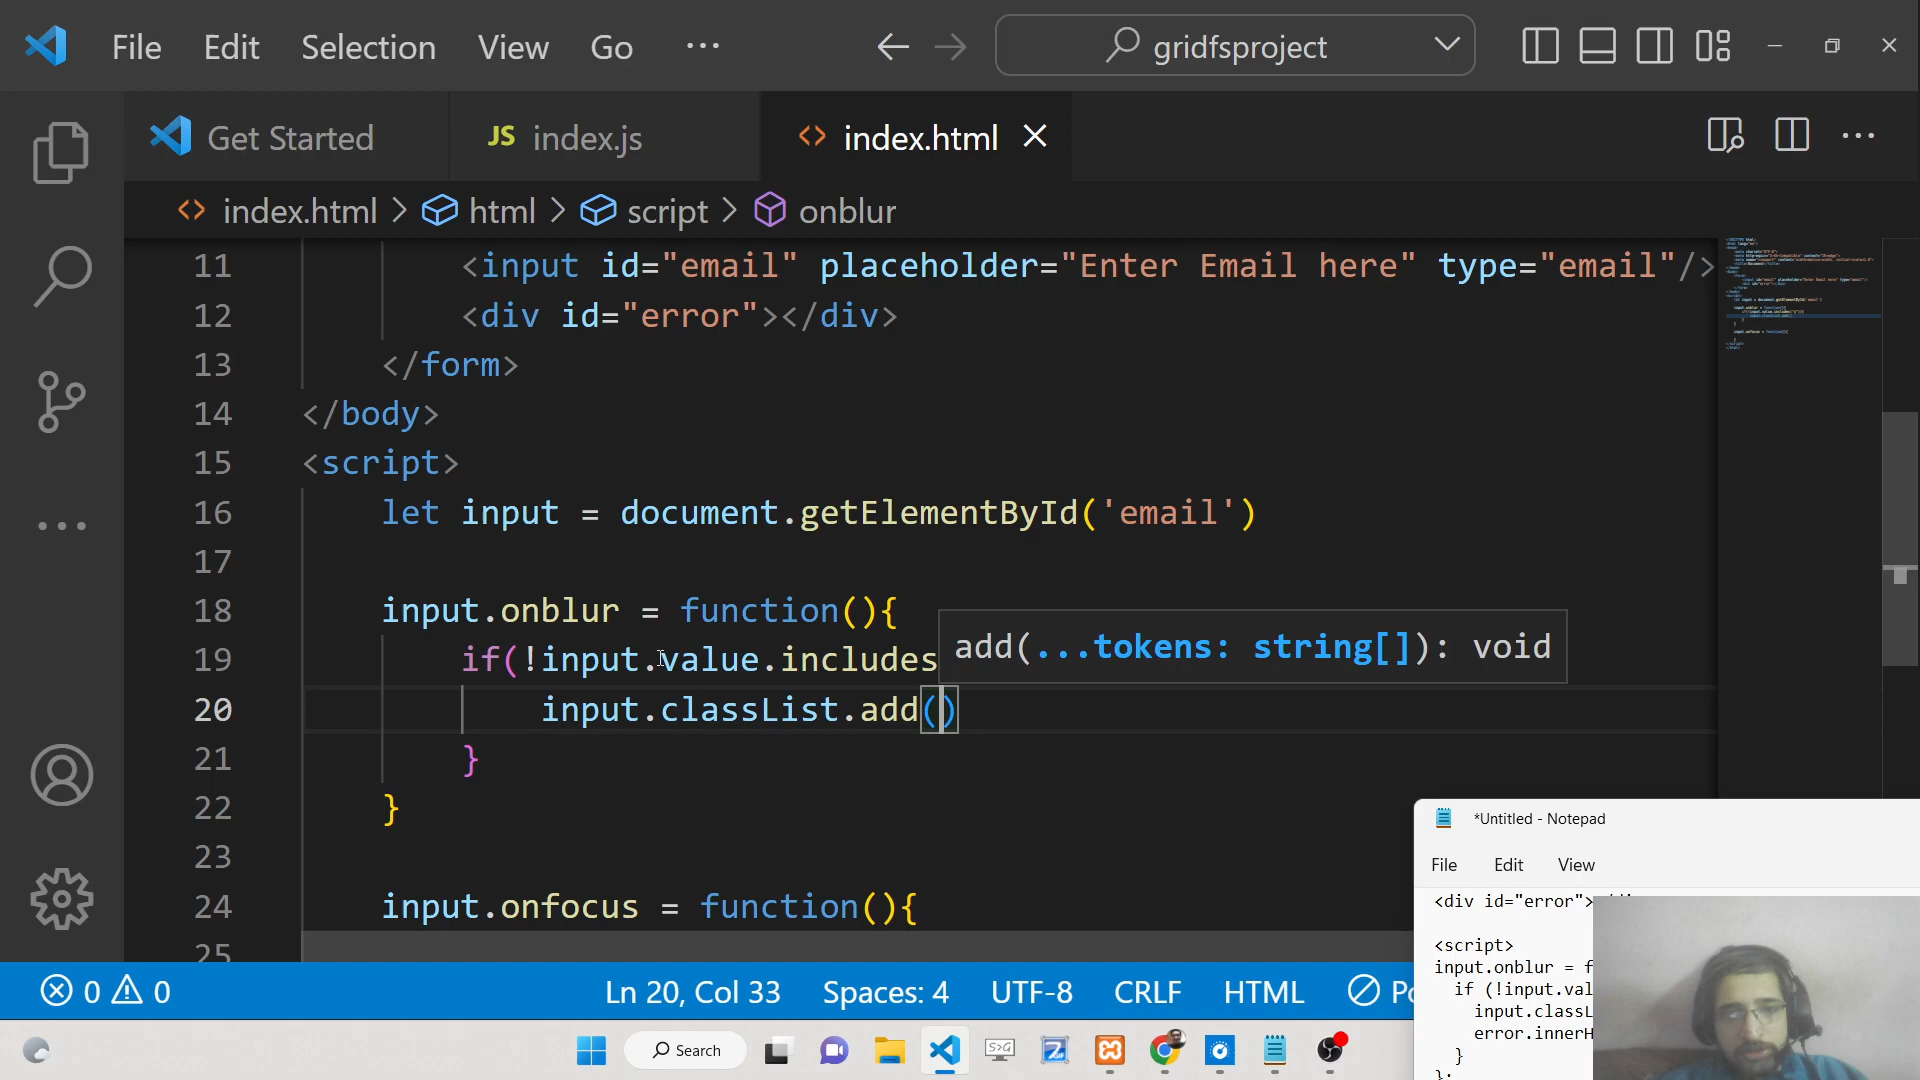 File Edit Selection View Go ...
gridfsproject
Get Started JS index.js <> index.html
<> index.html > html > script > onblur
11 <input id="email" placeholder="Enter Email here" type="email"/>
12 <div id="error"></div>
13 </form>
14 </body>
15 <script>
16 let input = document.getElementById('email')
17
18 input.onblur = function(){
19 if(!input.value.includes
add(...tokens: string[]): void
20 input.classList.add()
21 }
22 }
23
24 input.onfocus = function(){
25
0 0 Ln 20, Col 33 Spaces: 4 UTF-8 CRLF HTML
*Untitled - Notepad
File Edit View
<div id="error">
<script>
input.onblur = f
if (!input.val
input.classL
error.innerH
}
};
Search